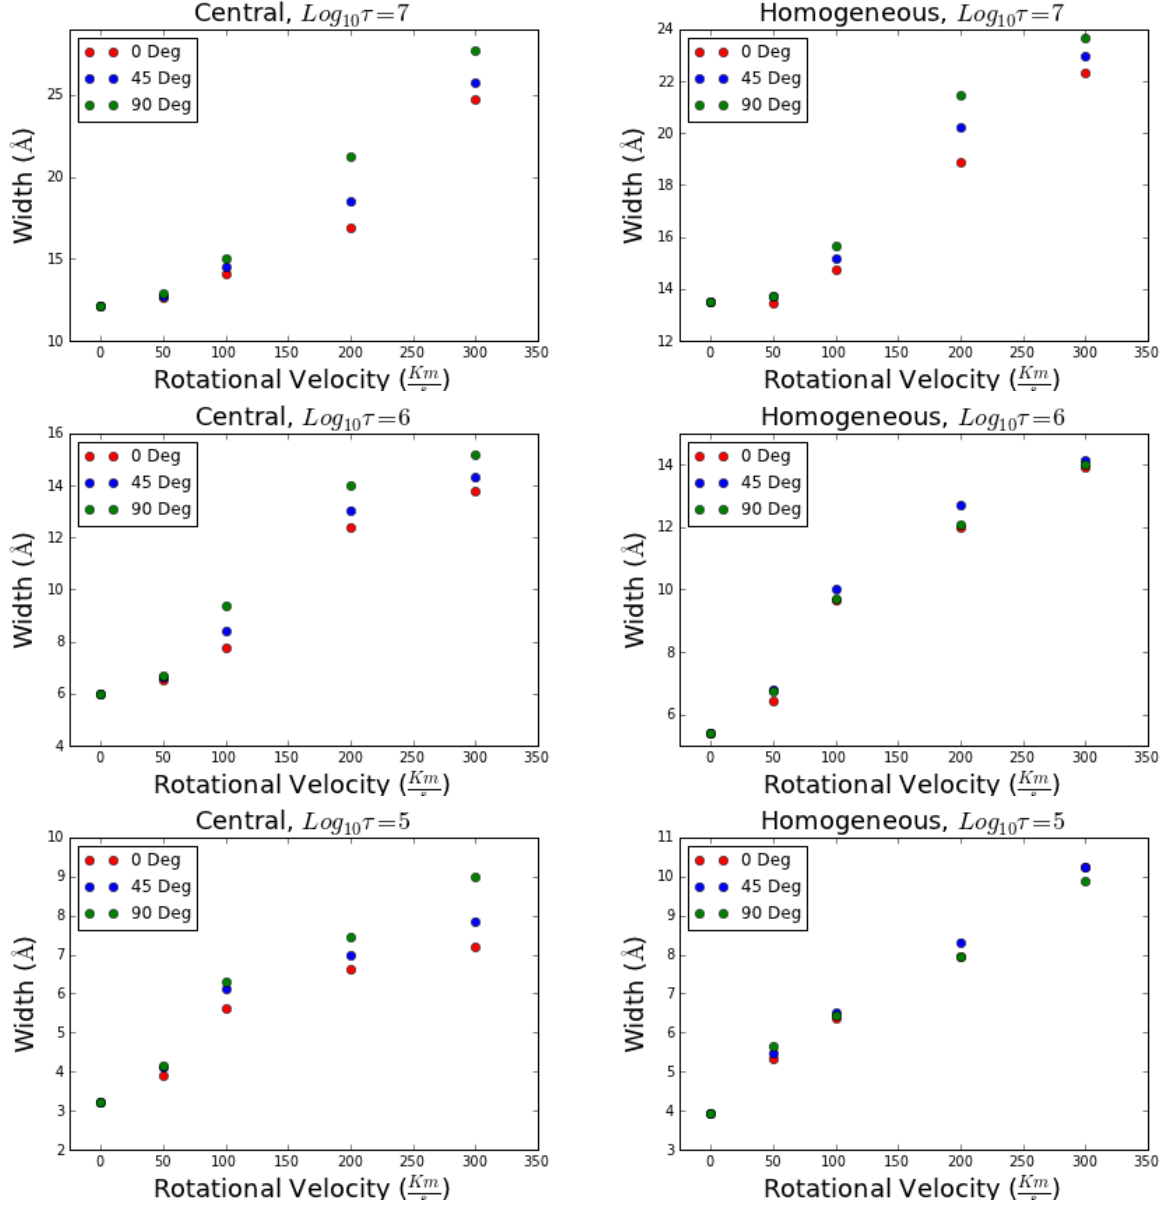 Central, Log₁₀τ=7
0 Deg
45 Deg
90 Deg
25
20
15
10
0 50 100 150 200 250 300 350
Width (Å)
Rotational Velocity (Km/s)
Homogeneous, Log₁₀τ=7
0 Deg
45 Deg
90 Deg
24
22
20
18
16
14
12
0 50 100 150 200 250 300 350
Width (Å)
Rotational Velocity (Km/s)
Central, Log₁₀τ=6
0 Deg
45 Deg
90 Deg
16
14
12
10
8
6
4
0 50 100 150 200 250 300 350
Width (Å)
Rotational Velocity (Km/s)
Homogeneous, Log₁₀τ=6
0 Deg
45 Deg
90 Deg
14
12
10
8
6
0 50 100 150 200 250 300 350
Width (Å)
Rotational Velocity (Km/s)
Central, Log₁₀τ=5
0 Deg
45 Deg
90 Deg
10
9
8
7
6
5
4
3
2
0 50 100 150 200 250 300 350
Width (Å)
Rotational Velocity (Km/s)
Homogeneous, Log₁₀τ=5
0 Deg
45 Deg
90 Deg
11
10
9
8
7
6
5
4
3
0 50 100 150 200 250 300 350
Width (Å)
Rotational Velocity (Km/s)